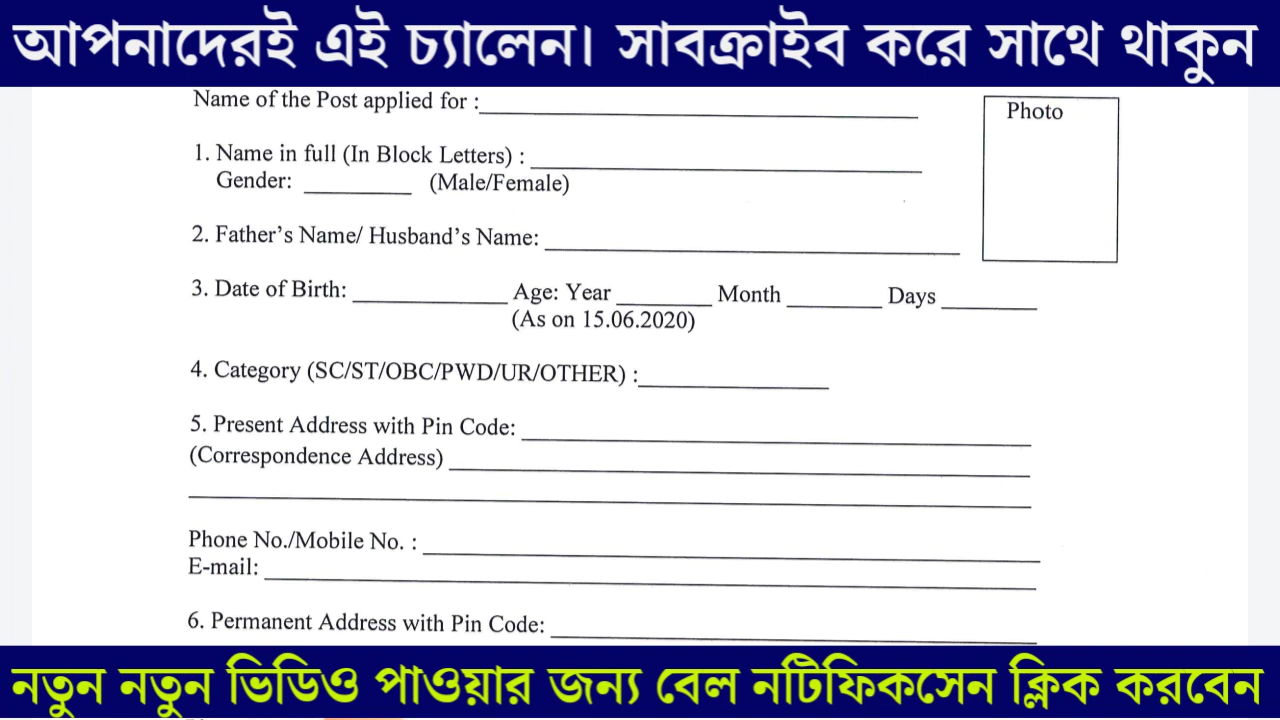 আপনাদেরই এই চ্যালেন। সাবক্রাইব করে সাথে থাকুন
Name of the Post applied for :
Photo
1. Name in full (In Block Letters) :
Gender: (Male/Female)
2. Father's Name/ Husband's Name:
3. Date of Birth: Age: Year Month Days
(As on 15.06.2020)
4. Category (SC/ST/OBC/PWD/UR/OTHER) :
5. Present Address with Pin Code:
(Correspondence Address)
Phone No./Mobile No. :
E-mail:
6. Permanent Address with Pin Code:
নতুন নতুন ভিডিও পাওয়ার জন্য বেল নটিফিকসেন ক্লিক করবেন